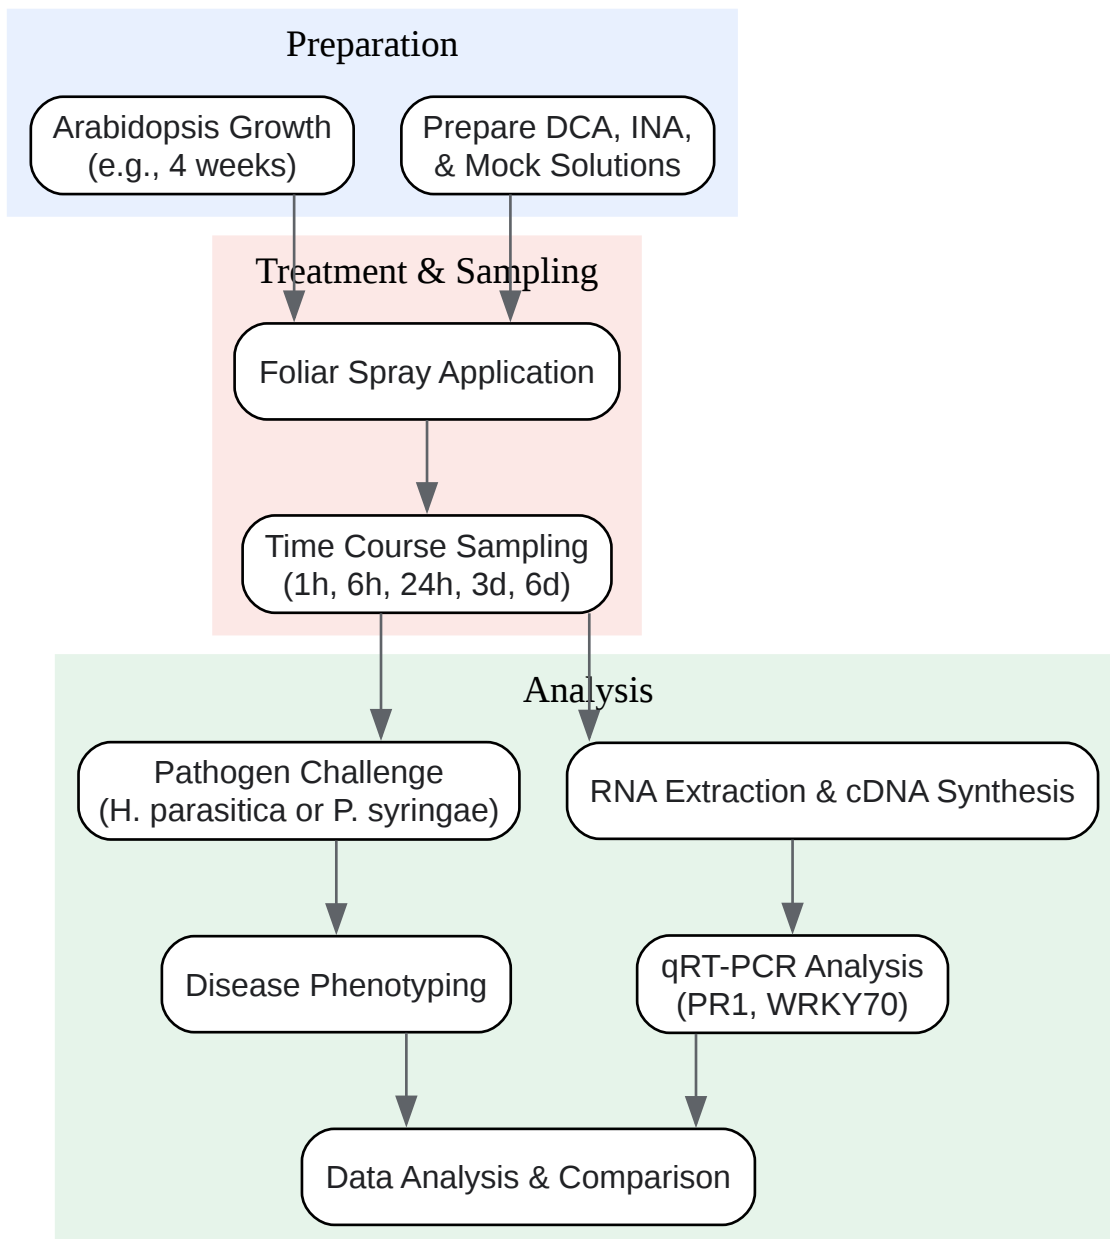 Preparation
Arabidopsis Growth
(e.g., 4 weeks)
Prepare DCA, INA,
& Mock Solutions
Treatment & Sampling
Foliar Spray Application
Time Course Sampling
(1h, 6h, 24h, 3d, 6d)
Analysis
Pathogen Challenge
(H. parasitica or P. syringae)
RNA Extraction & cDNA Synthesis
Disease Phenotyping
qRT-PCR Analysis
(PR1, WRKY70)
Data Analysis & Comparison